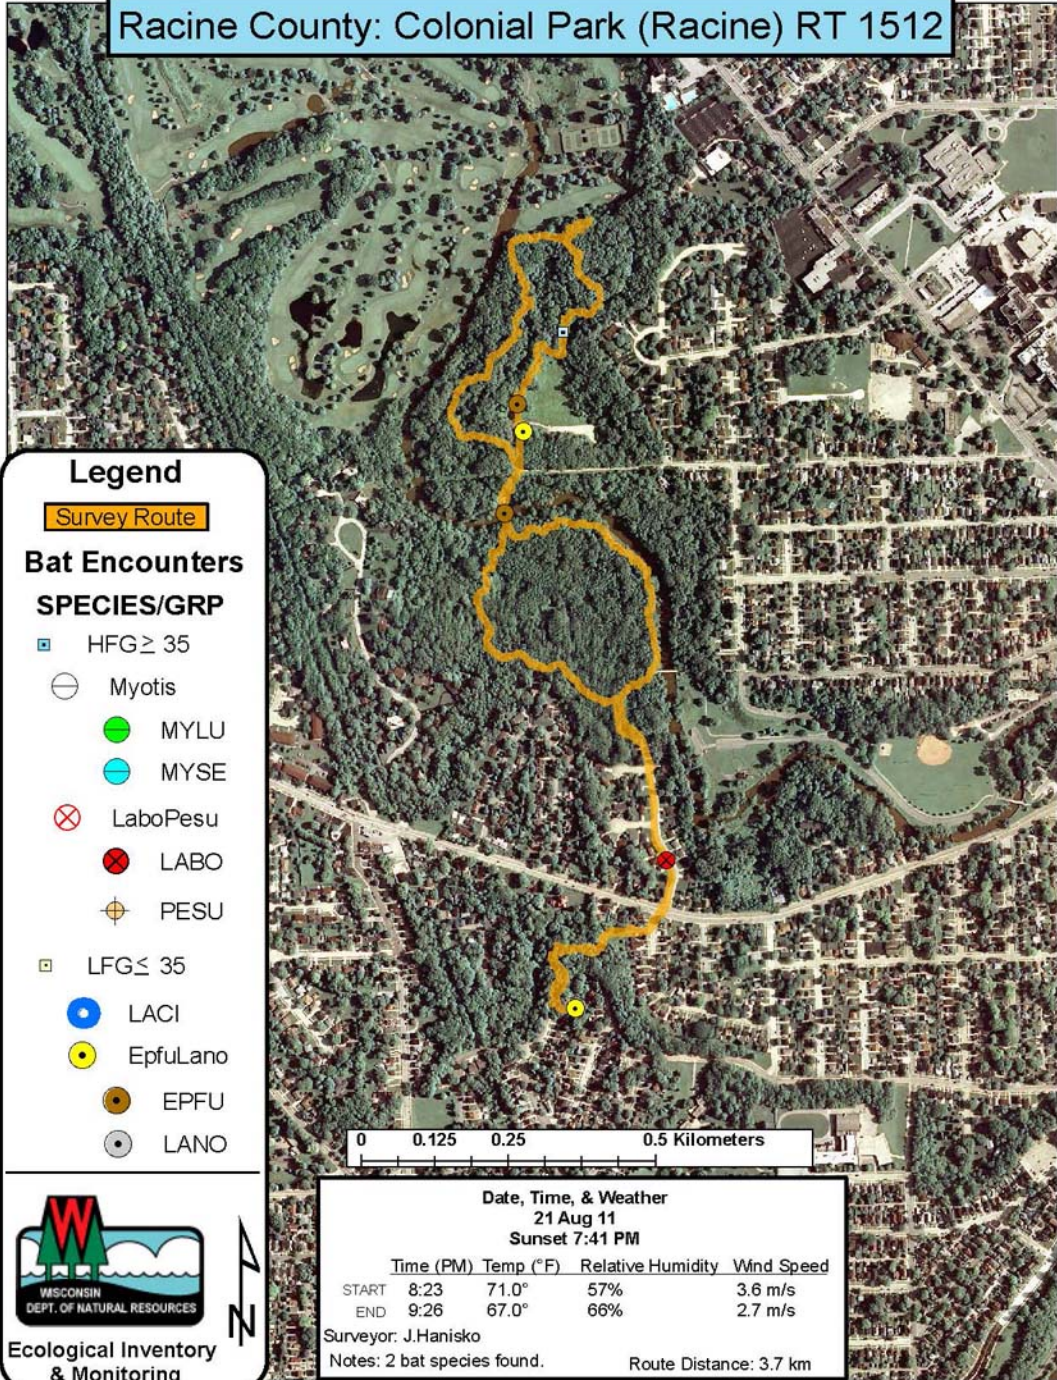 Racine County: Colonial Park (Racine) RT 1512
Legend
Survey Route
Bat Encounters
SPECIES/GRP
HFG ≥ 35
Myotis
MYLU
MYSE
LaboPesu
LABO
PESU
LFG ≤ 35
LACI
EpfuLano
EPFU
LANO
W
WISCONSIN
DEPT. OF NATURAL RESOURCES
N
Ecological Inventory
& Monitoring
0 0.125 0.25 0.5 Kilometers
Date, Time, & Weather
21 Aug 11
Sunset 7:41 PM
Time (PM) Temp (°F) Relative Humidity Wind Speed
START 8:23 71.0° 57% 3.6 m/s
END 9:26 67.0° 66% 2.7 m/s
Surveyor: J.Hanisko
Notes: 2 bat species found. Route Distance: 3.7 km